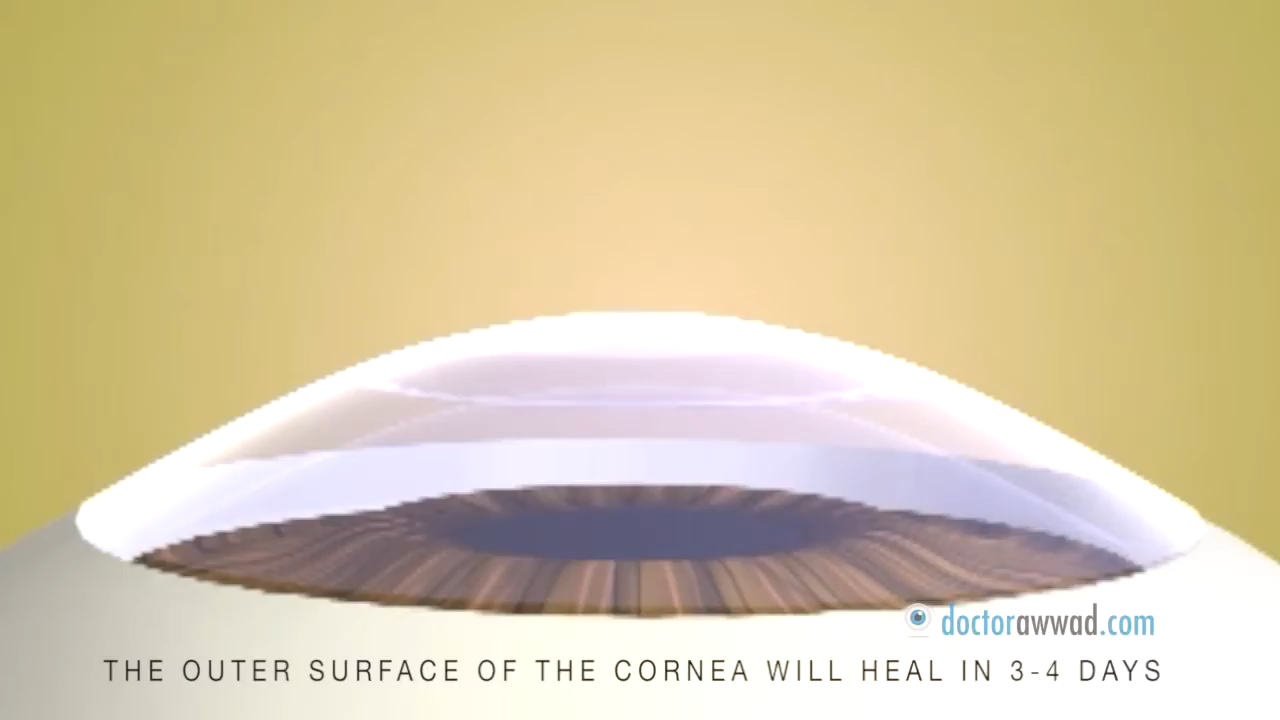 doctorawwad.com
THE OUTER SURFACE OF THE CORNEA WILL HEAL IN 3-4 DAYS